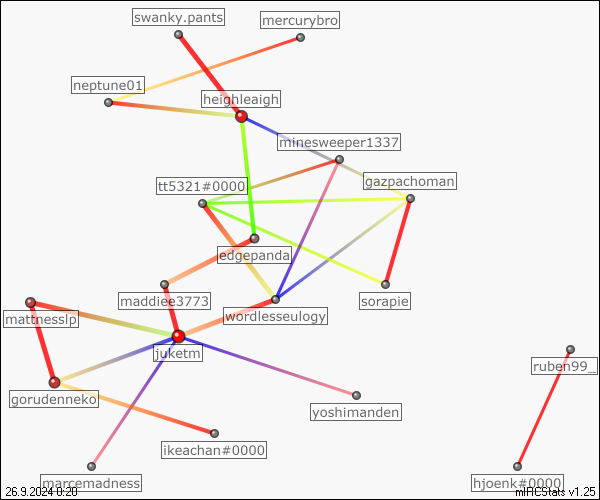 swanky.pants
mercurybro
neptune01
heighleaigh
minesweeper1337
gazpachoman
tt5321#0000
edgepanda
maddiee3773
sorapie
mattnesslp
wordlesseulogy
juketm
ruben99_
gorudenneko
yoshimanden
ikeachan#0000
marcemadness
hjoenk#0000
26.9.2024 0:20
mIRCStats v1.25